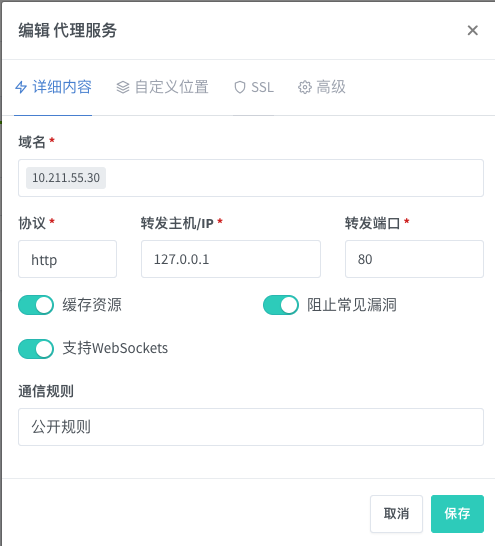 编辑 代理服务
详细内容 自定义位置 SSL 高级
域名 *
10.211.55.30
协议 * 转发主机/IP * 转发端口 *
http 127.0.0.1 80
缓存资源 阻止常见漏洞
支持WebSockets
通信规则
公开规则
取消 保存